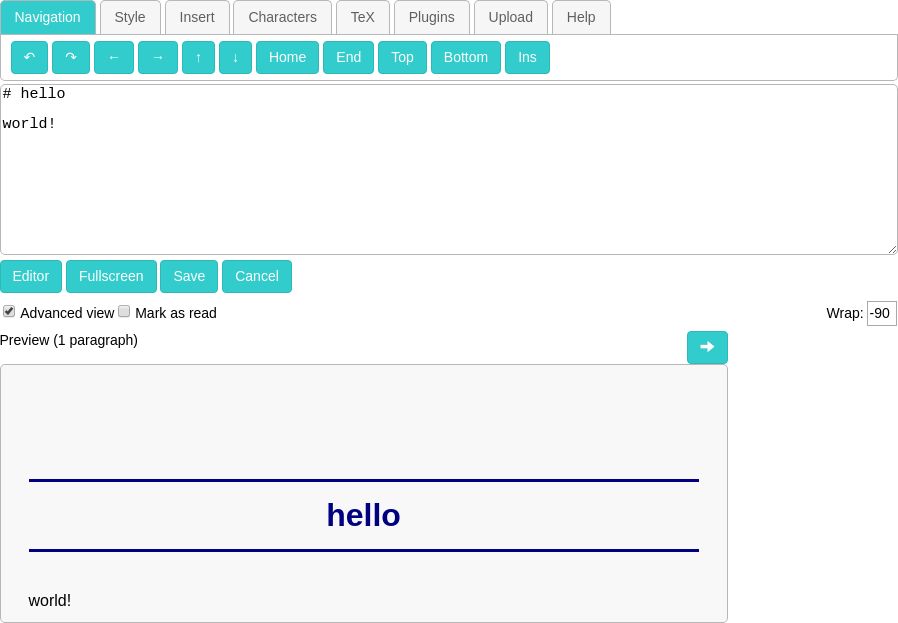 Navigation Style Insert Characters TeX Plugins Upload Help
↶ ↷ ← → ↑ ↓ Home End Top Bottom Ins
# hello
world!
Editor Fullscreen Save Cancel
Advanced view Mark as read Wrap: -90
Preview (1 paragraph)
hello
world!